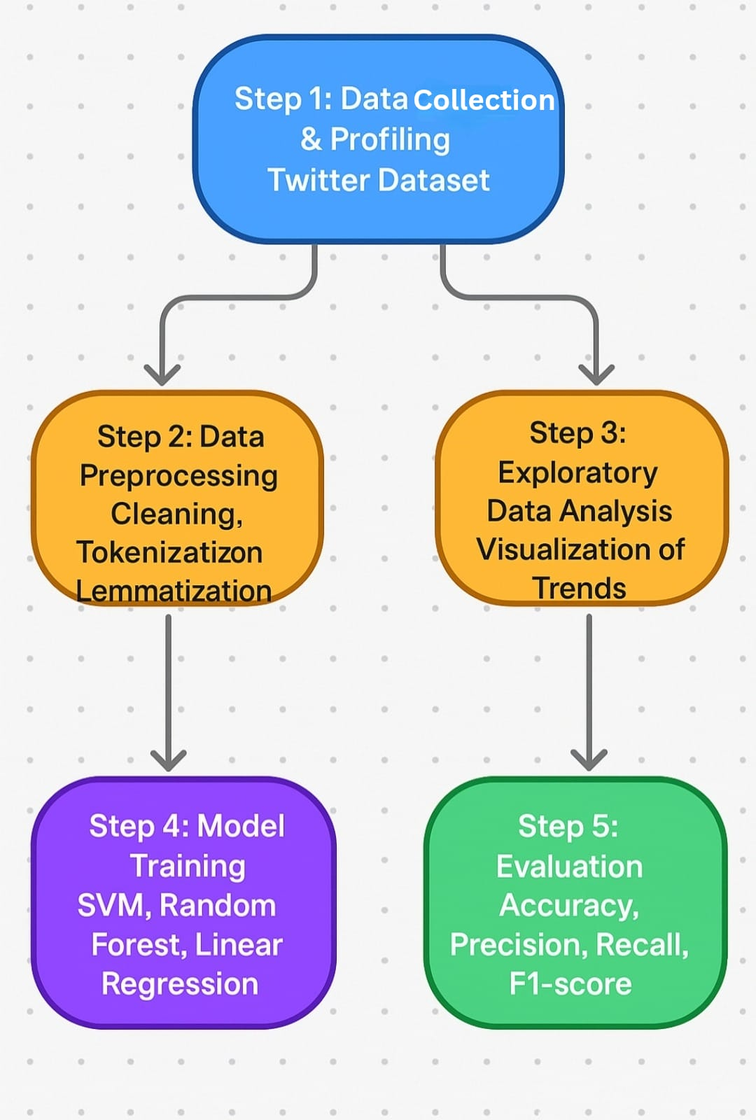 Step 1: Data Collection
& Profiling
Twitter Dataset
Step 2: Data
Preprocessing
Cleaning,
Tokenizatizon
Lemmatization
Step 3:
Exploratory
Data Analysis
Visualization of
Trends
Step 4: Model
Training
SVM, Random
Forest, Linear
Regression
Step 5:
Evaluation
Accuracy,
Precision, Recall,
F1-score